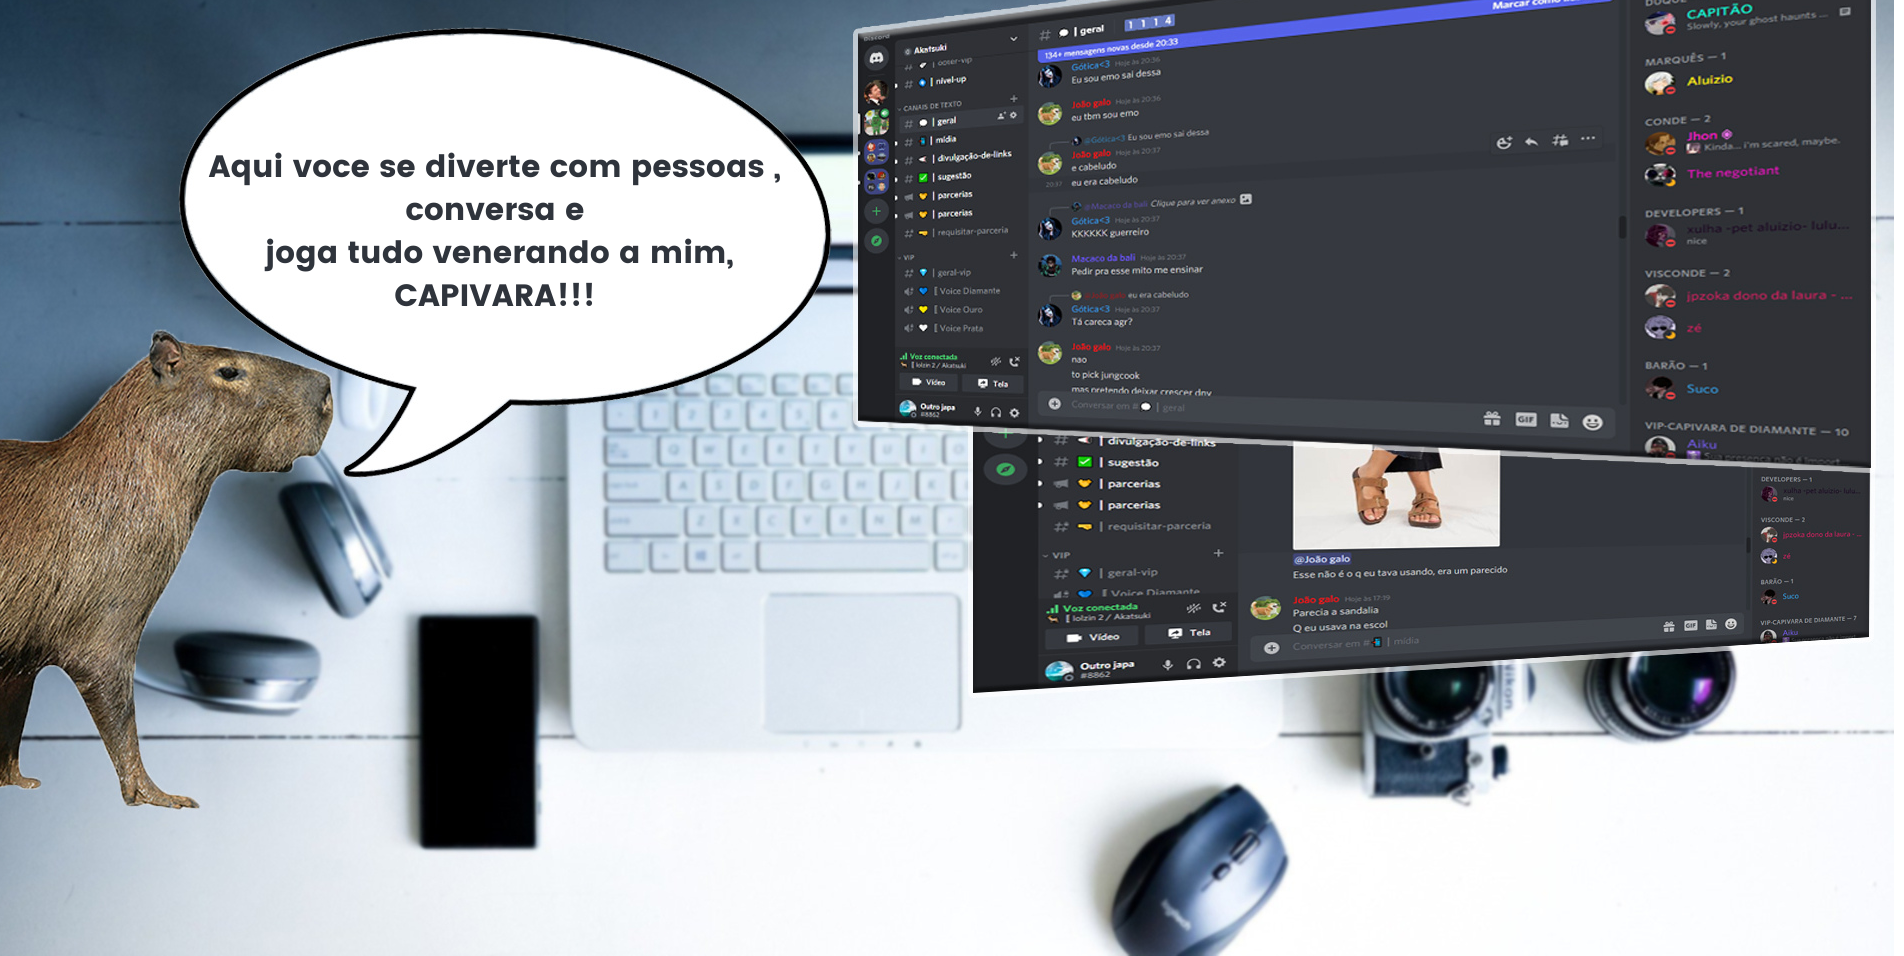 Aqui voce se diverte com pessoas ,
conversa e
joga tudo venerando a mim,
CAPIVARA!!!
Discord
Akatsuki
nivel-up
CANAIS DE TEXTO
geral
mídia
divulgação-de-links
sugestão
parcerias
parcerias
requisitar-parceria
VIP
geral-vip
Voice Diamante
Voice Ouro
Voice Prata
Voz conectada
lolzin 2 / Akatsuki
Vídeo
Tela
Outro japa
#8862
# | geral
1 1 1 4
134+ mensagens novas desde 20:33
Marcar como
Gótica<3 Hoje às 20:36
Eu sou emo sai dessa
João galo Hoje às 20:36
eu tbm sou emo
@Gótica<3 Eu sou emo sai dessa
João galo Hoje às 20:37
e cabeludo
20:37 eu era cabeludo
@Macaco da bali Clique para ver anexo
Gótica<3 Hoje às 20:37
KKKKKK guerreiro
Macaco da bali Hoje às 20:37
Pedir pra esse mito me ensinar
eu era cabeludo
Gótica<3 Hoje às 20:37
Tá careca agr?
João galo Hoje às 20:37
nao
to pick jungcook
mas pretendo deixar crescer dnv
Conversar em # | geral
GIF
DUQUE
CAPITÃO
Slowly, your ghost haunts ...
MARQUÊS — 1
Aluizio
CONDE — 2
Jhon
Kinda... i'm scared, maybe.
The negotiant
DEVELOPERS — 1
xulha -pet aluizio- lulu...
nice
VISCONDE — 2
jpzoka dono da laura - ...
zé
BARÃO — 1
Suco
VIP-CAPIVARA DE DIAMANTE — 10
Aiku
divulgação-de-links
sugestão
parcerias
parcerias
requisitar-parceria
VIP
geral-vip
Voice Diamante
Voz conectada
lolzin 2 / Akatsuki
Vídeo
Tela
Outro japa
#8862
@João galo
Esse não é o q eu tava usando, era um parecido
João galo Hoje às 17:19
Parecia a sandalia
Q eu usava na escol
Conversar em # | mídia
GIF
DEVELOPERS — 1
xulha -pet aluizio- lulu...
nice
VISCONDE — 2
jpzoka dono da laura - ...
zé
BARÃO — 1
Suco
VIP-CAPIVARA DE DIAMANTE — 7
Aiku
Nikon
logitech